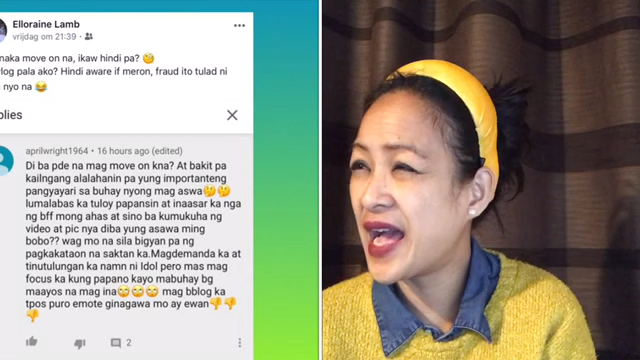 Elloraine Lamb
vrijdag om 21:39
naka move on na, ikaw hindi pa? 🧐
log pala ako? Hindi aware if meron, fraud ito tulad ni
nyo na 😂
plies
aprilwright1964 • 16 hours ago (edited)
Di ba pde na mag move on kna? At bakit pa
kailngang alalahanin pa yung importanteng
pangyayari sa buhay nyong mag aswa🤔🤔
lumalabas ka tuloy papansin at inaasar ka nga
ng bff mong ahas at sino ba kumukuha ng
video at pic nya diba yung asawa ming
bobo?? wag mo na sila bigyan pa ng
pagkakataon na saktan ka.Magdemanda ka at
tinutulungan ka namn ni Idol pero mas mag
focus ka kung papano kayo mabuhay bg
maayos na mag ina🙄🙄🙄 mag bblog ka
tpos puro emote ginagawa mo ay ewan👎👎
👎
2